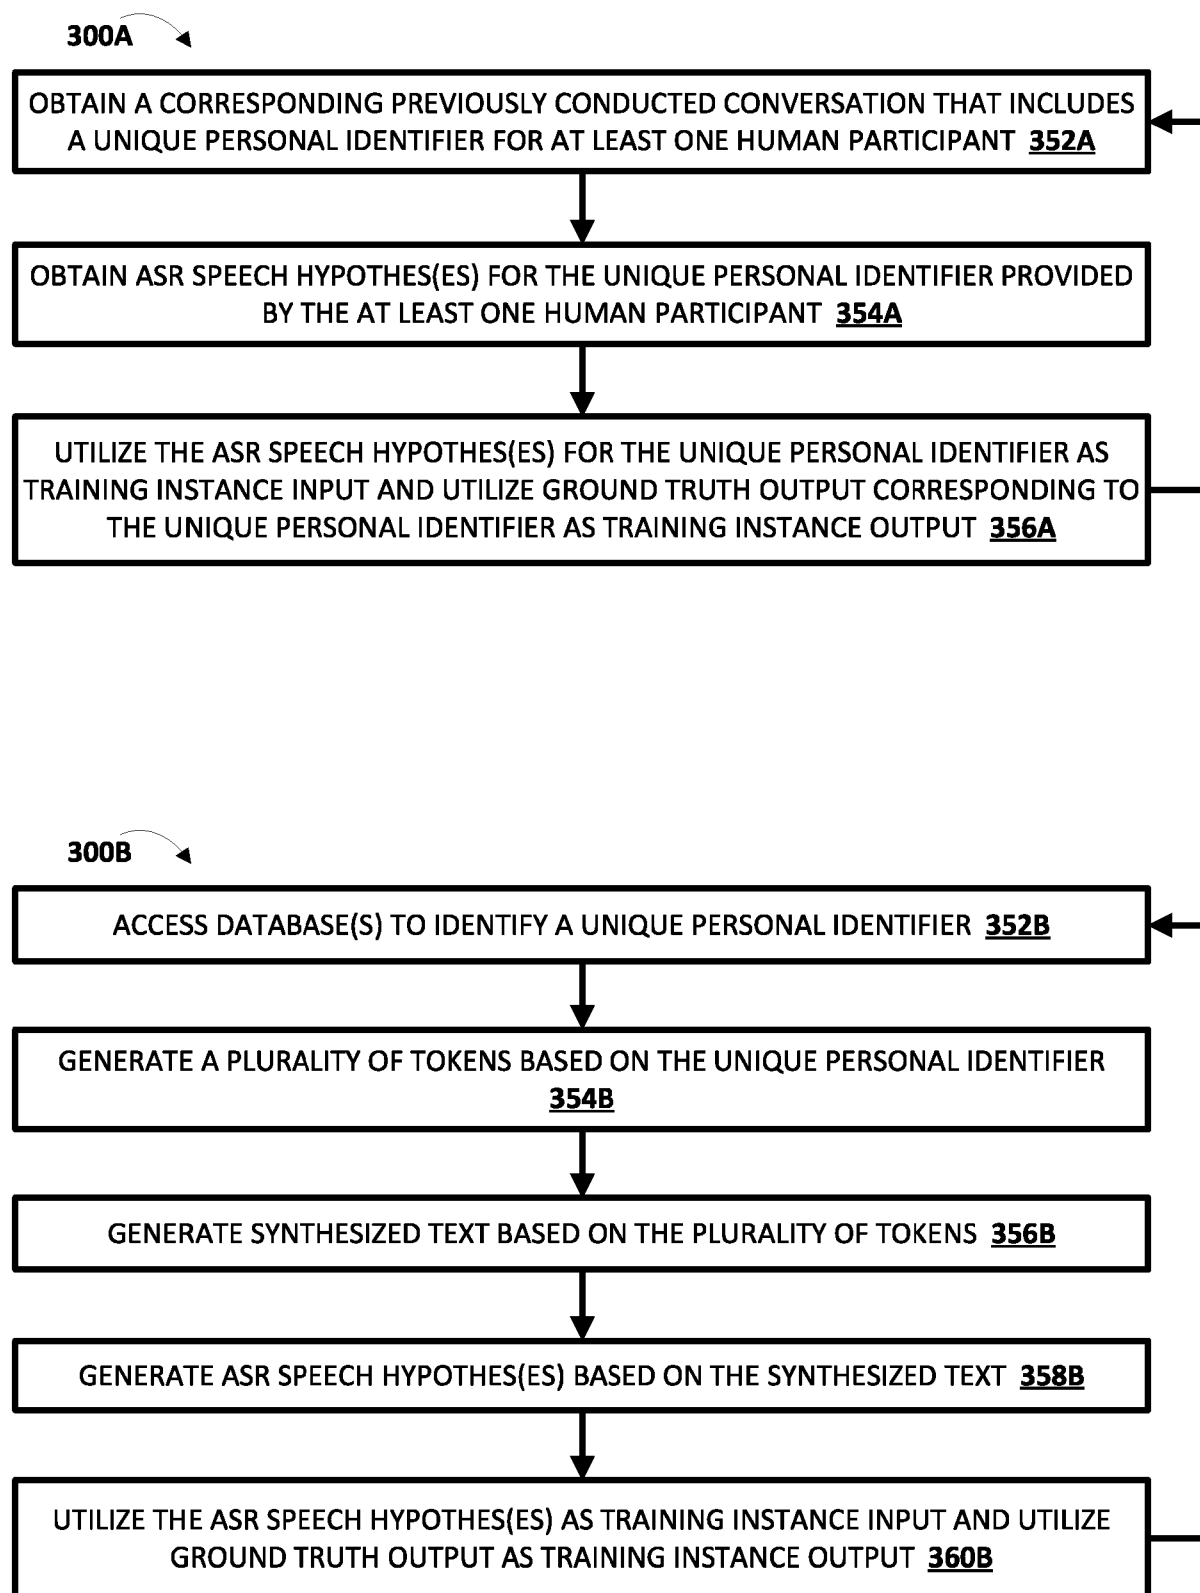 300A
OBTAIN A CORRESPONDING PREVIOUSLY CONDUCTED CONVERSATION THAT INCLUDES
A UNIQUE PERSONAL IDENTIFIER FOR AT LEAST ONE HUMAN PARTICIPANT 352A
OBTAIN ASR SPEECH HYPOTHES(ES) FOR THE UNIQUE PERSONAL IDENTIFIER PROVIDED
BY THE AT LEAST ONE HUMAN PARTICIPANT 354A
UTILIZE THE ASR SPEECH HYPOTHES(ES) FOR THE UNIQUE PERSONAL IDENTIFIER AS
TRAINING INSTANCE INPUT AND UTILIZE GROUND TRUTH OUTPUT CORRESPONDING TO
THE UNIQUE PERSONAL IDENTIFIER AS TRAINING INSTANCE OUTPUT 356A
300B
ACCESS DATABASE(S) TO IDENTIFY A UNIQUE PERSONAL IDENTIFIER 352B
GENERATE A PLURALITY OF TOKENS BASED ON THE UNIQUE PERSONAL IDENTIFIER
354B
GENERATE SYNTHESIZED TEXT BASED ON THE PLURALITY OF TOKENS 356B
GENERATE ASR SPEECH HYPOTHES(ES) BASED ON THE SYNTHESIZED TEXT 358B
UTILIZE THE ASR SPEECH HYPOTHES(ES) AS TRAINING INSTANCE INPUT AND UTILIZE
GROUND TRUTH OUTPUT AS TRAINING INSTANCE OUTPUT 360B